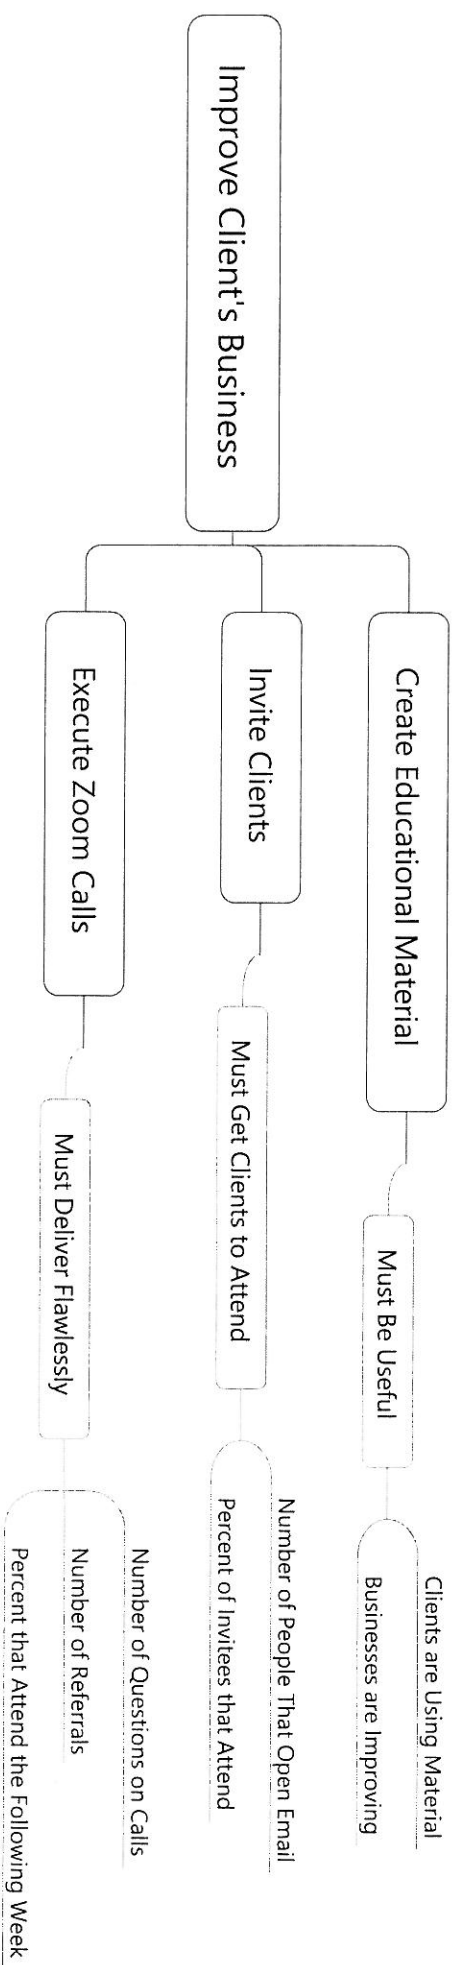 Improve Client's Business
Create Educational Material
Must Be Useful
Clients are Using Material
Businesses are Improving
Invite Clients
Must Get Clients to Attend
Number of People That Open Email
Percent of Invitees that Attend
Execute Zoom Calls
Must Deliver Flawlessly
Number of Questions on Calls
Number of Referrals
Percent that Attend the Following Week